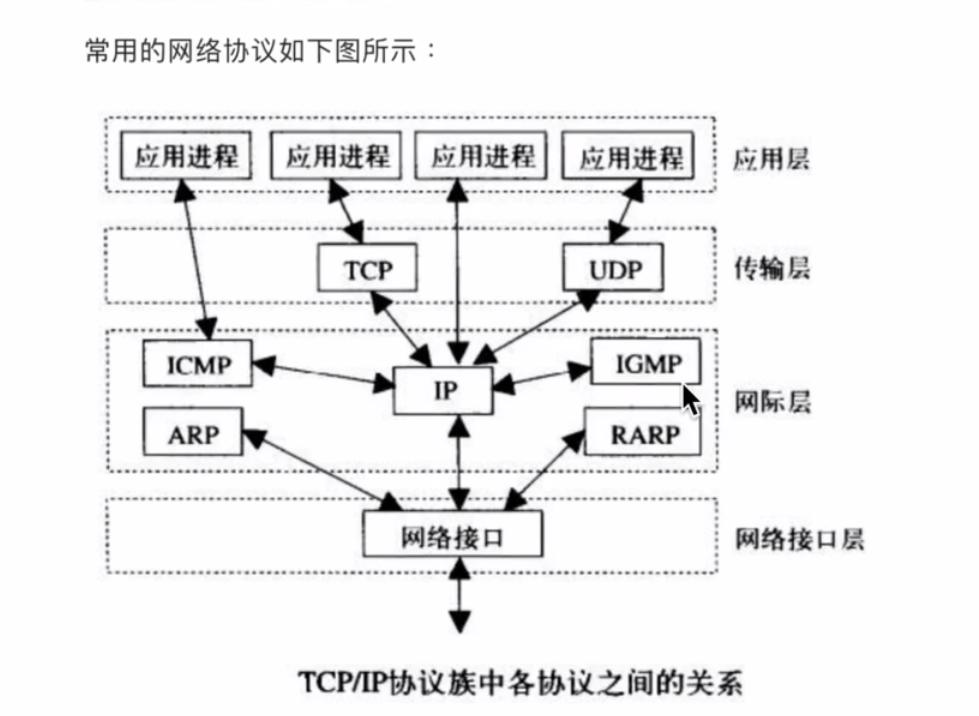 常用的网络协议如下图所示：
应用进程 应用进程 应用进程 应用进程 应用层
TCP UDP 传输层
ICMP IP IGMP 网际层
ARP RARP
网络接口 网络接口层
TCP/IP协议族中各协议之间的关系